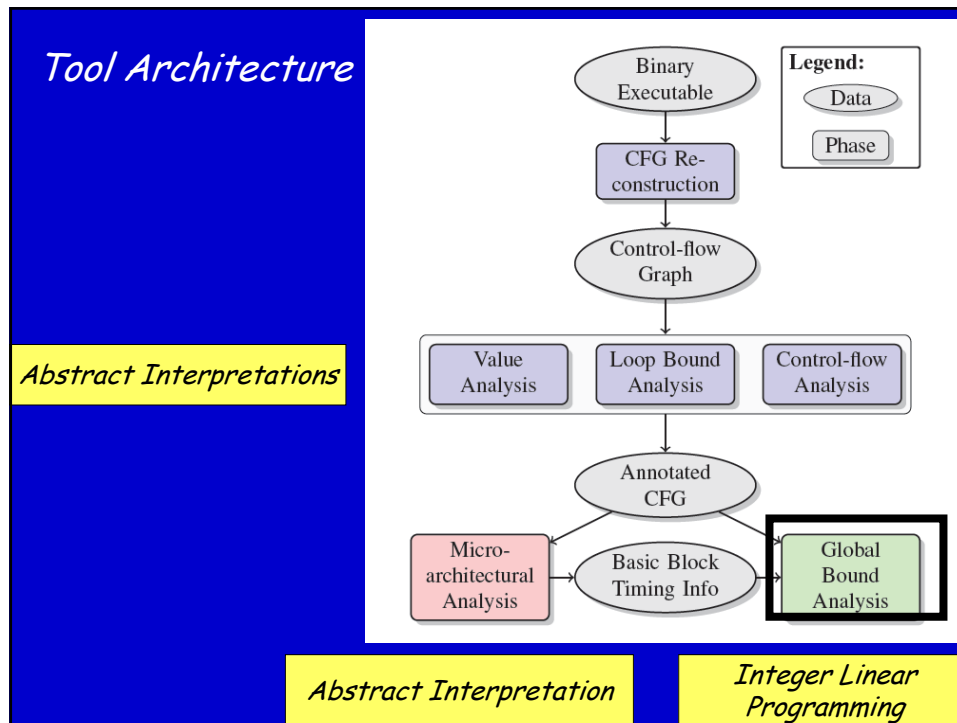 Tool Architecture
Binary
Executable
Legend:
Data
Phase
CFG Re-
construction
Control-flow
Graph
Abstract Interpretations
Value
Analysis
Loop Bound
Analysis
Control-flow
Analysis
Annotated
CFG
Micro-
architectural
Analysis
Basic Block
Timing Info
Global
Bound
Analysis
Abstract Interpretation
Integer Linear
Programming